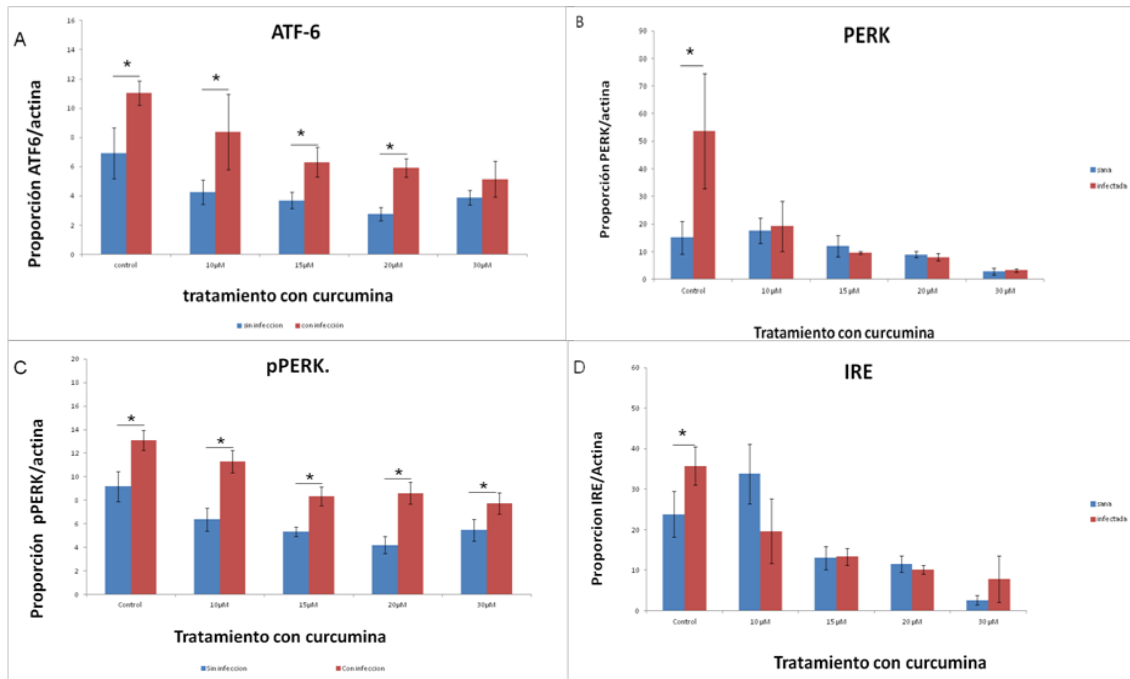 A
ATF-6
Proporción ATF6/actina
16
14
12
10
8
6
4
2
0
*
*
*
*
control
10µM
15µM
20µM
30µM
tratamiento con curcumina
sin infeccion
con infección
B
PERK
Proporción PERK/actina
90
80
70
60
50
40
30
20
10
0
*
Control
10 µM
15 µM
20 µM
30 µM
sana
infectada
Tratamiento con curcumina
C
pPERK.
Proporción pPERK/actina
20
18
16
14
12
10
8
6
4
2
0
*
*
*
*
*
Control
10µM
15µM
20µM
30µM
Tratamiento con curcumina
Sin infeccion
Con infección
D
IRE
Proporcion IRE/Actina
60
50
40
30
20
10
0
*
Control
10 µM
15 µM
20 µM
30 µM
sana
infectada
Tratamiento con curcumina